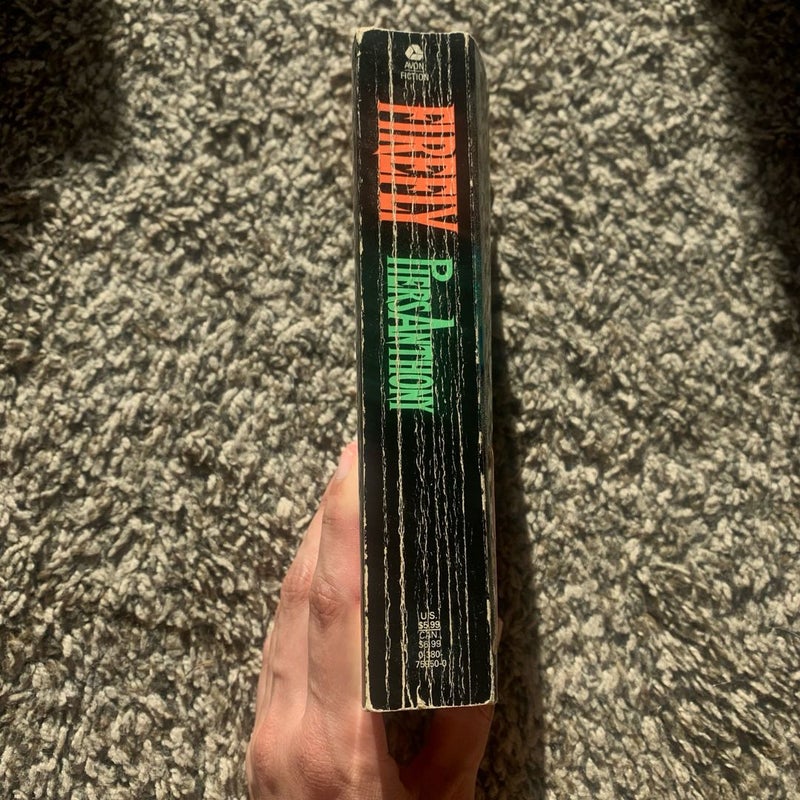 AVON
FICTION
FIREFLY
PIERS ANTHONY
U.S.
$5.99
CAN.
$6.99
0-380-
75950-0